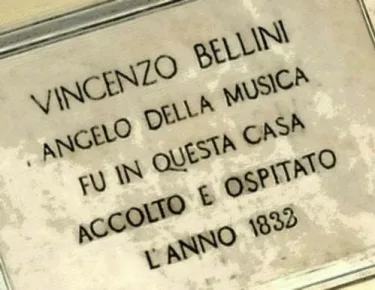 VINCENZO BELLINI
ANGELO DELLA MUSICA
FU IN QUESTA CASA
ACCOLTO E OSPITATO
L'ANNO 1832